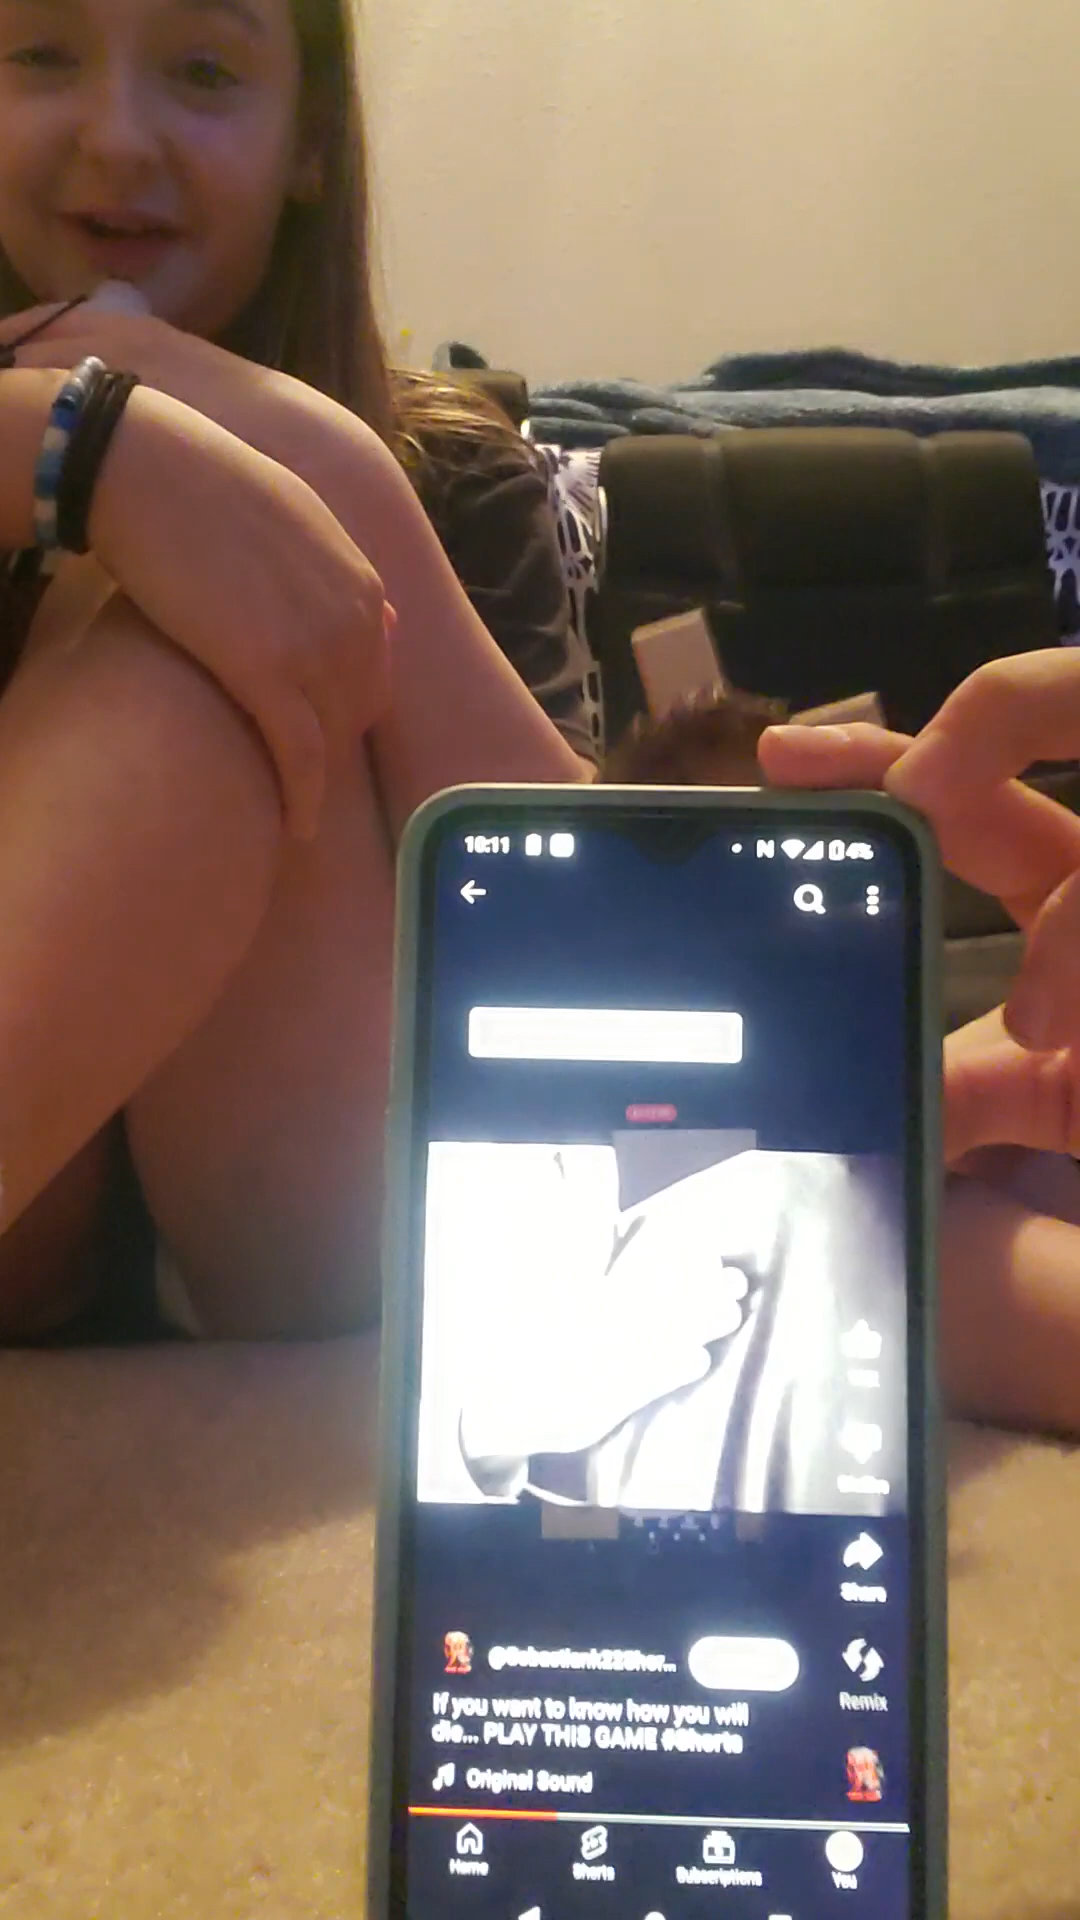 10:11
N
4%
If you want to know how you will
die... PLAY THIS GAME #Shorts
Share
Remix
Original Sound
Home
Shorts
Subscriptions
You